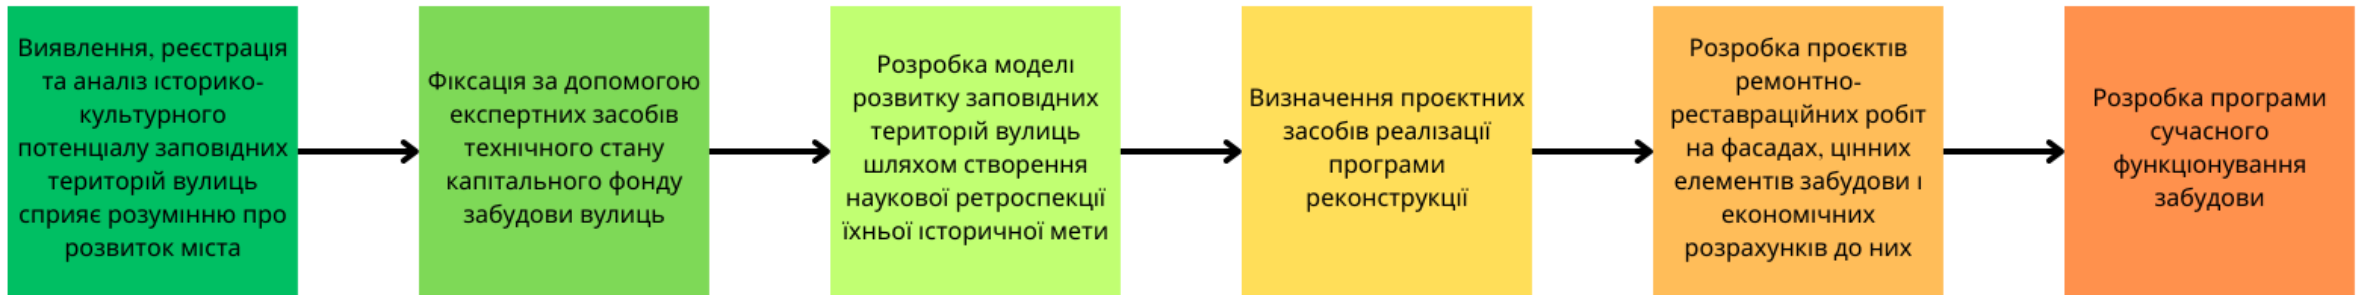 Виявлення, реєстрація
та аналіз історико-
культурного
потенціалу заповідних
територій вулиць
сприяє розумінню про
розвиток міста
Фіксація за допомогою
експертних засобів
технічного стану
капітального фонду
забудови вулиць
Розробка моделі
розвитку заповідних
територій вулиць
шляхом створення
наукової ретроспекції
їхньої історичної мети
Визначення проєктних
засобів реалізації
програми
реконструкції
Розробка проєктів
ремонтно-
реставраційних робіт
на фасадах, цінних
елементів забудови і
економічних
розрахунків до них
Розробка програми
сучасного
функціонування
забудови